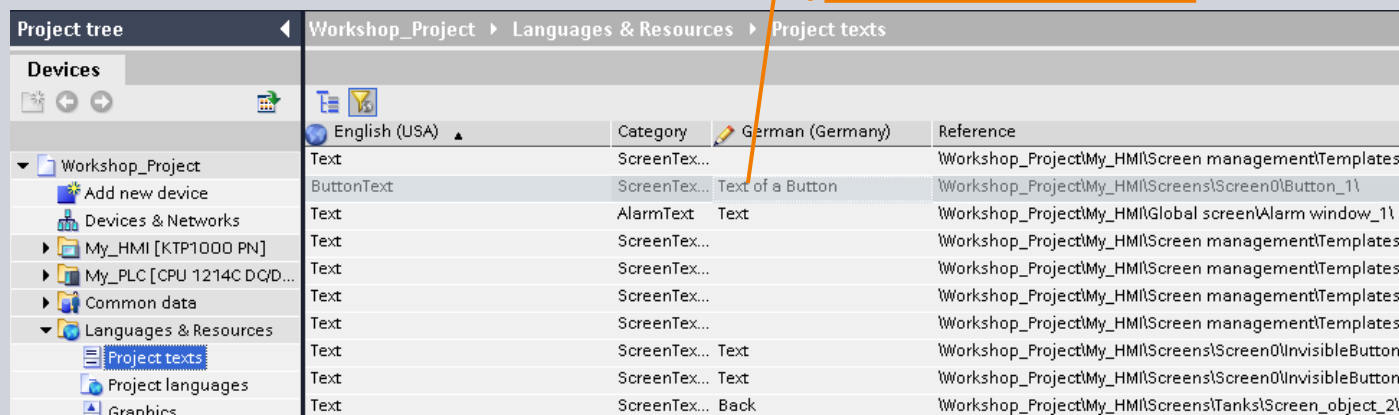 Project tree
Workshop_Project ▸ Languages & Resources ▸ Project texts
Devices
English (USA) Category German (Germany) Reference
Workshop_Project
Add new device
Devices & Networks
My_HMI [KTP1000 PN]
My_PLC [CPU 1214C DC/D...
Common data
Languages & Resources
Project texts
Project languages
Graphics
Text ScreenTex... \Workshop_Project\My_HMI\Screen management\Templates
ButtonText ScreenTex... Text of a Button \Workshop_Project\My_HMI\Screens\Screen0\Button_1\
Text AlarmText Text \Workshop_Project\My_HMI\Global screen\Alarm window_1\
Text ScreenTex... \Workshop_Project\My_HMI\Screen management\Templates
Text ScreenTex... \Workshop_Project\My_HMI\Screen management\Templates
Text ScreenTex... \Workshop_Project\My_HMI\Screen management\Templates
Text ScreenTex... \Workshop_Project\My_HMI\Screen management\Templates
Text ScreenTex... Text \Workshop_Project\My_HMI\Screens\Screen0\InvisibleButton
Text ScreenTex... Text \Workshop_Project\My_HMI\Screens\Screen0\InvisibleButton
Text ScreenTex... Back \Workshop_Project\My_HMI\Screens\Tanks\Screen_object_2\